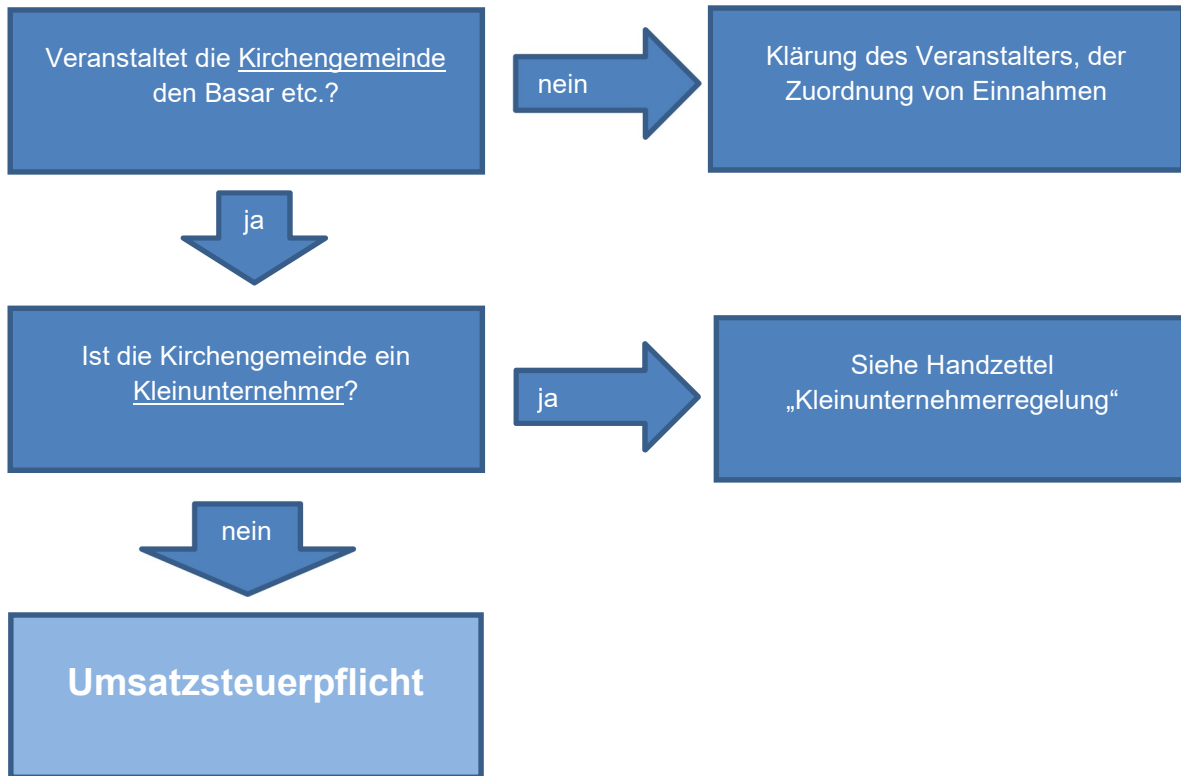 Veranstaltet die Kirchengemeinde
den Basar etc.?
nein
Klärung des Veranstalters, der
Zuordnung von Einnahmen
ja
Ist die Kirchengemeinde ein
Kleinunternehmer?
ja
Siehe Handzettel
„Kleinunternehmerregelung“
nein
Umsatzsteuerpflicht